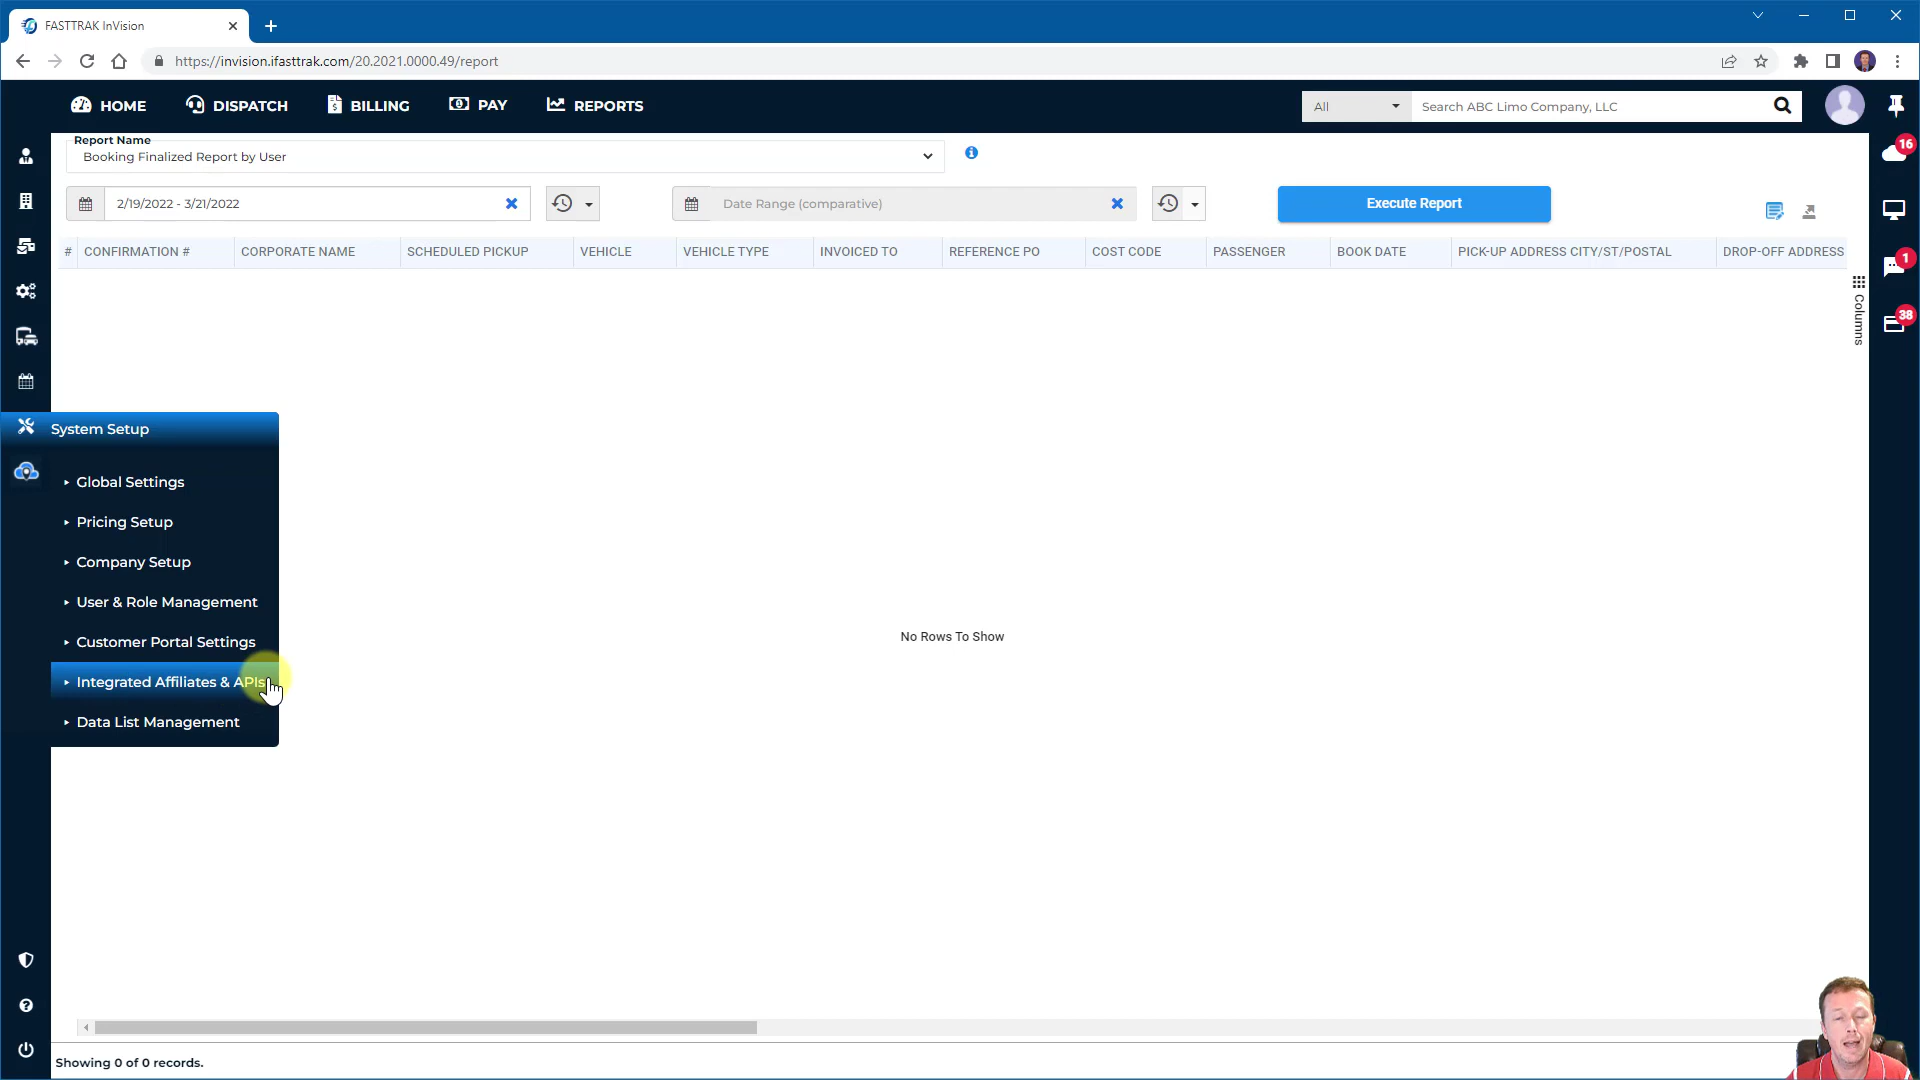 FASTTRAK InVision
https://invision.ifasttrak.com/20.2021.0000.49/report
HOME DISPATCH BILLING PAY REPORTS All Search ABC Limo Company, LLC
16
1
38
Report Name
Booking Finalized Report by User
2/19/2022 - 3/21/2022 Date Range (comparative) Execute Report
# CONFIRMATION # CORPORATE NAME SCHEDULED PICKUP VEHICLE VEHICLE TYPE INVOICED TO REFERENCE PO COST CODE PASSENGER BOOK DATE PICK-UP ADDRESS CITY/ST/POSTAL DROP-OFF ADDRESS
Columns
System Setup
Global Settings
Pricing Setup
Company Setup
User & Role Management
Customer Portal Settings
Integrated Affiliates & APIs
Data List Management
No Rows To Show
Showing 0 of 0 records.